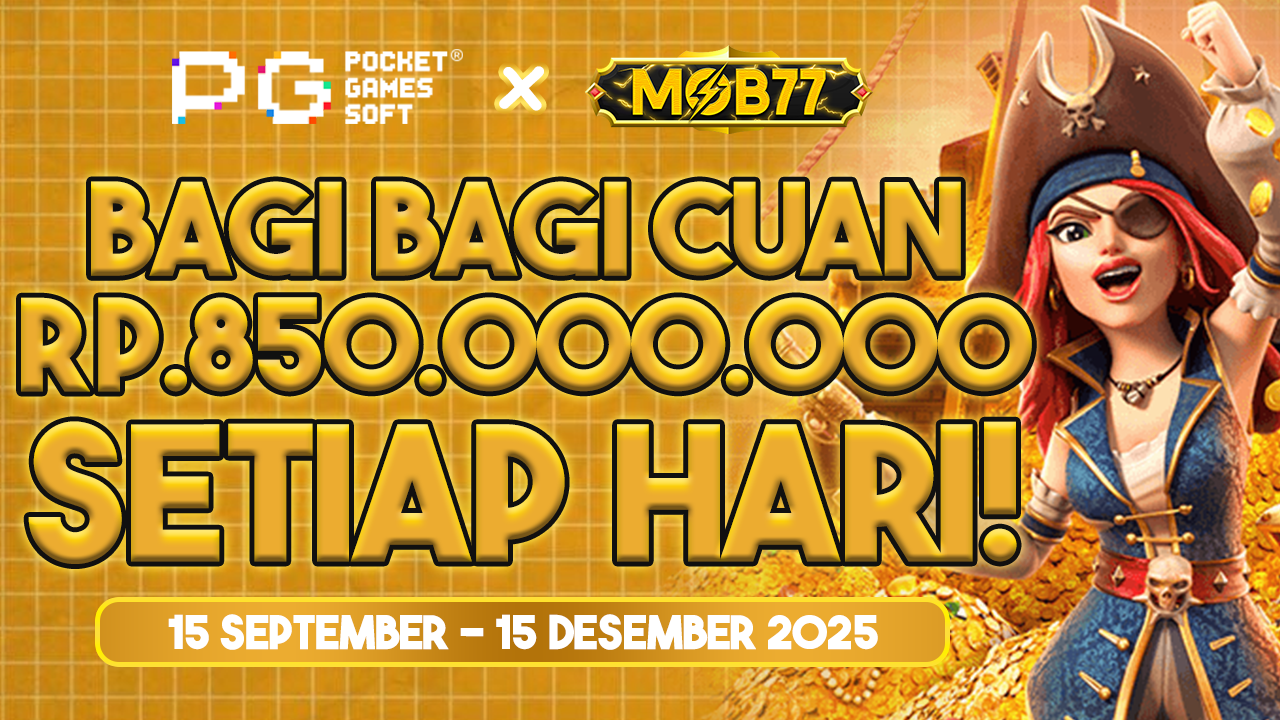 PG POCKET® GAMES SOFT X MOB77
BAGI BAGI CUAN
RP.850.000.000
SETIAP HARI!
15 SEPTEMBER - 15 DESEMBER 2025